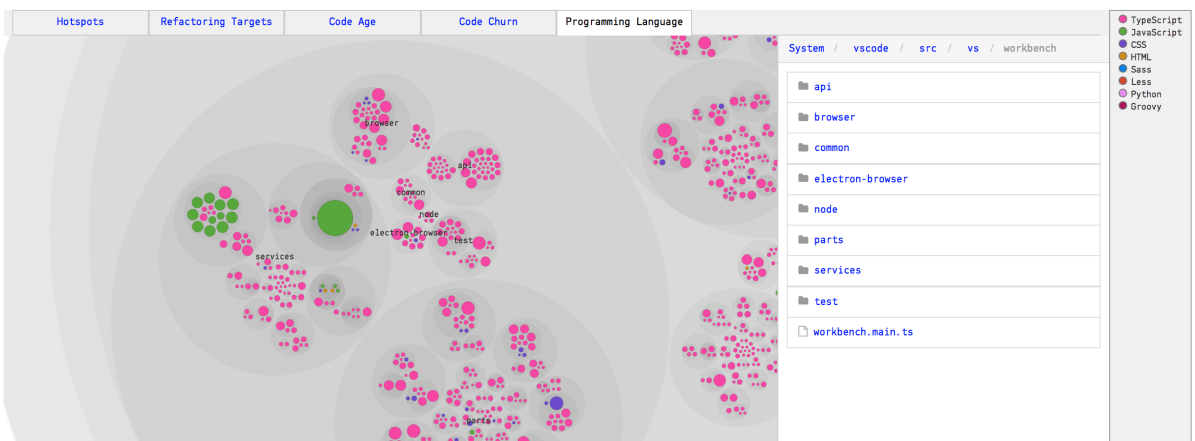 Hotspots
Refactoring Targets
Code Age
Code Churn
Programming Language
System / vscode / src / vs / workbench
api
browser
common
electron-browser
node
parts
services
test
workbench.main.ts
TypeScript
JavaScript
CSS
HTML
Sass
Less
Python
Groovy
browser
api
common
node
electron-browser
test
services
parts